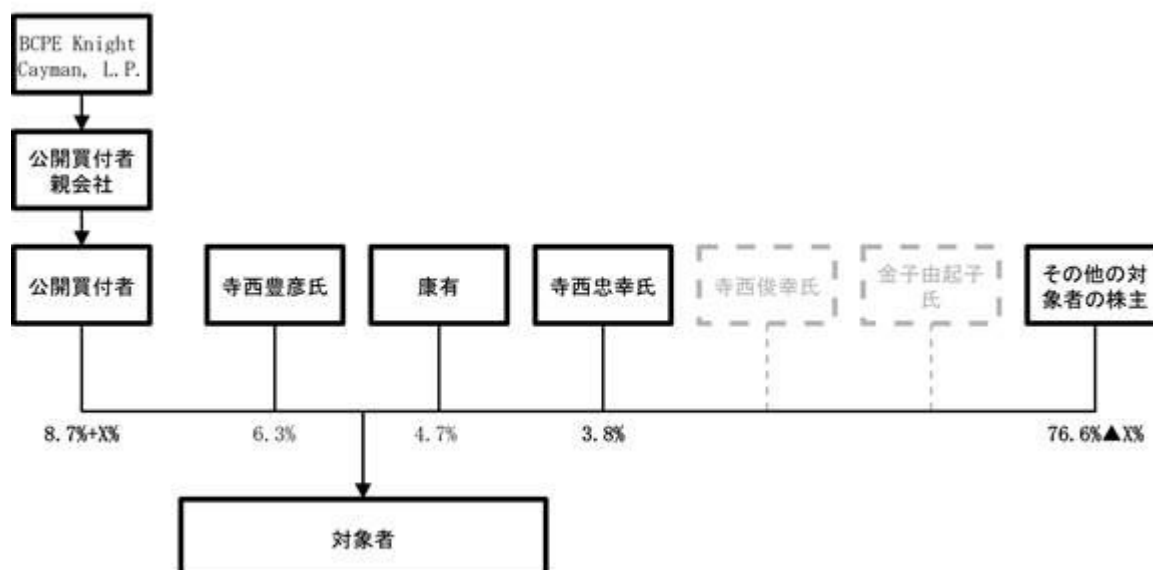 BCPE Knight
Cayman, L.P.
公開買付者
親会社
公開買付者
寺西豊彦氏
康有
寺西忠幸氏
寺西俊幸氏
金子由起子
氏
その他の対
象者の株主
8.7%+X%
6.3%
4.7%
3.8%
76.6%▲X%
対象者